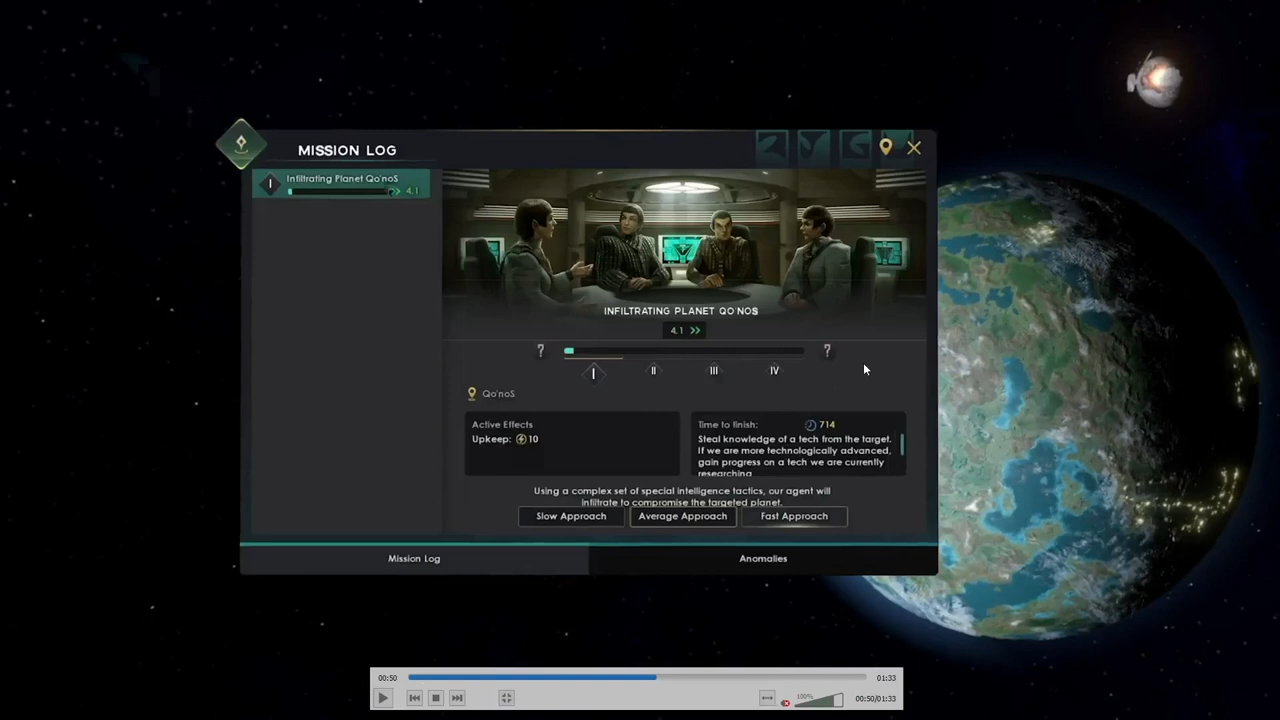 MISSION LOG
I
Infiltrating Planet Qo'noS
4.1
INFILTRATING PLANET QO'NOS
4.1
?
?
I
II
III
IV
Qo'noS
Active Effects
Upkeep: 10
Time to finish: 714
Steal knowledge of a tech from the target.
If we are more technologically advanced,
gain progress on a tech we are currently
researching
Using a complex set of special intelligence tactics, our agent will
infiltrate to compromise the targeted planet.
Slow Approach
Average Approach
Fast Approach
Mission Log
Anomalies
00:50
01:33
100%
00:50/01:33